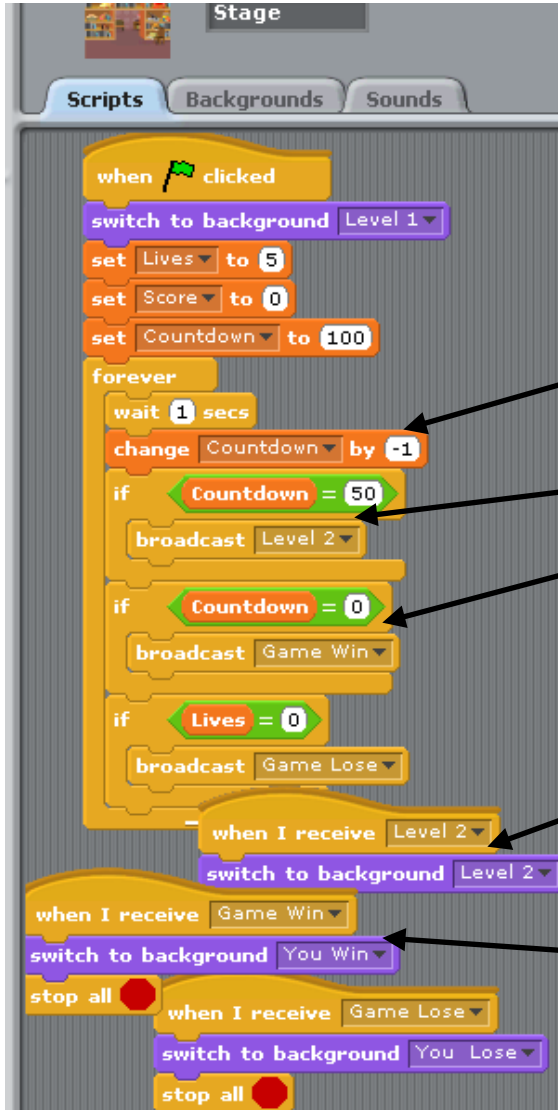 Stage
Scripts Backgrounds Sounds
when clicked
switch to background Level 1
set Lives to 5
set Score to 0
set Countdown to 100
forever
wait 1 secs
change Countdown by -1
if Countdown = 50
broadcast Level 2
if Countdown = 0
broadcast Game Win
if Lives = 0
broadcast Game Lose
when I receive Level 2
switch to background Level 2
when I receive Game Win
switch to background You Win
stop all
when I receive Game Lose
switch to background You Lose
stop all